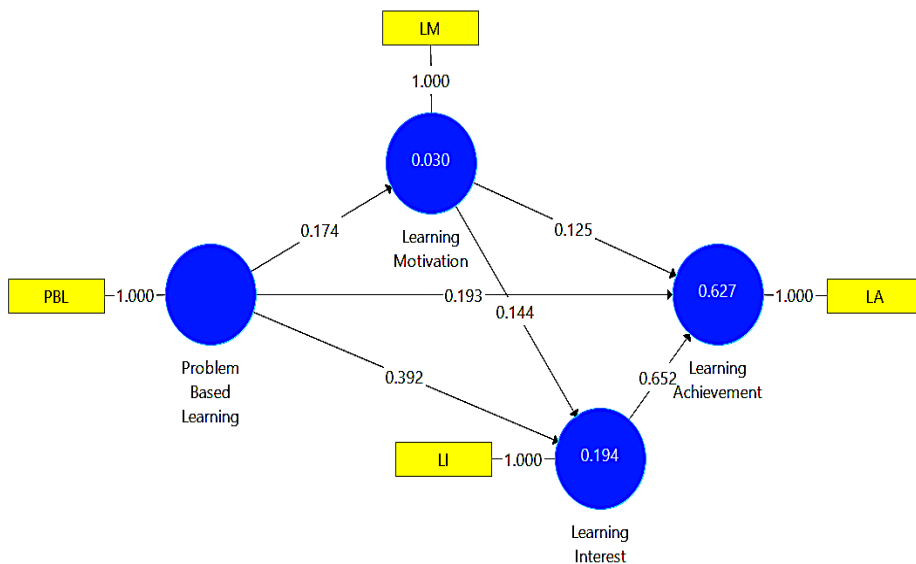 LM
1.000
0.030
Learning
Motivation
0.174
0.125
PBL
1.000
0.193
0.627
1.000
LA
0.144
Problem
Based
Learning
Learning
Achievement
0.392
0.652
LI
1.000
0.194
Learning
Interest